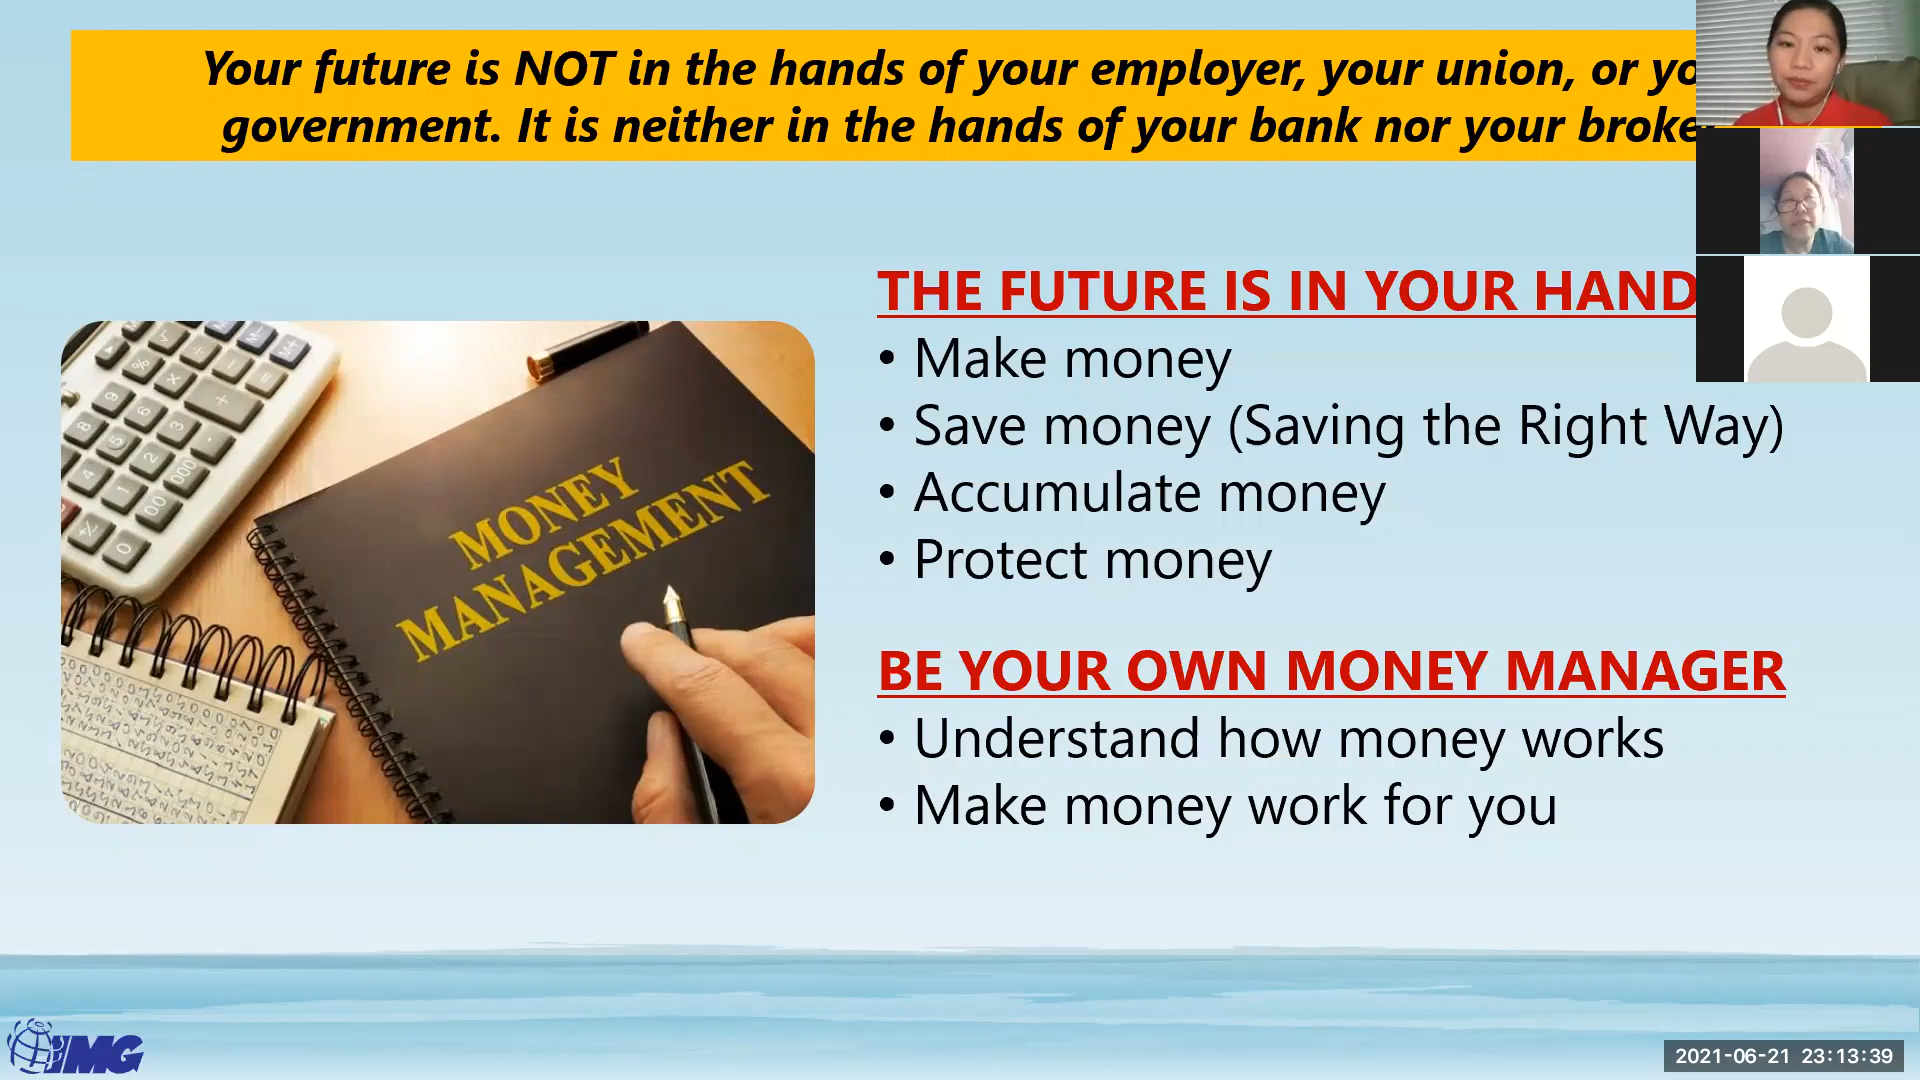 Your future is NOT in the hands of your employer, your union, or
government. It is neither in the hands of your bank nor your
THE FUTURE IS IN YOUR
• Make money
• Save money (Saving the Right Way)
• Accumulate money
• Protect money
BE YOUR OWN MONEY MANAGER
• Understand how money works
• Make money work for you
MONEY
MANAGEMENT
IMG
2021-06-21 23:13:39